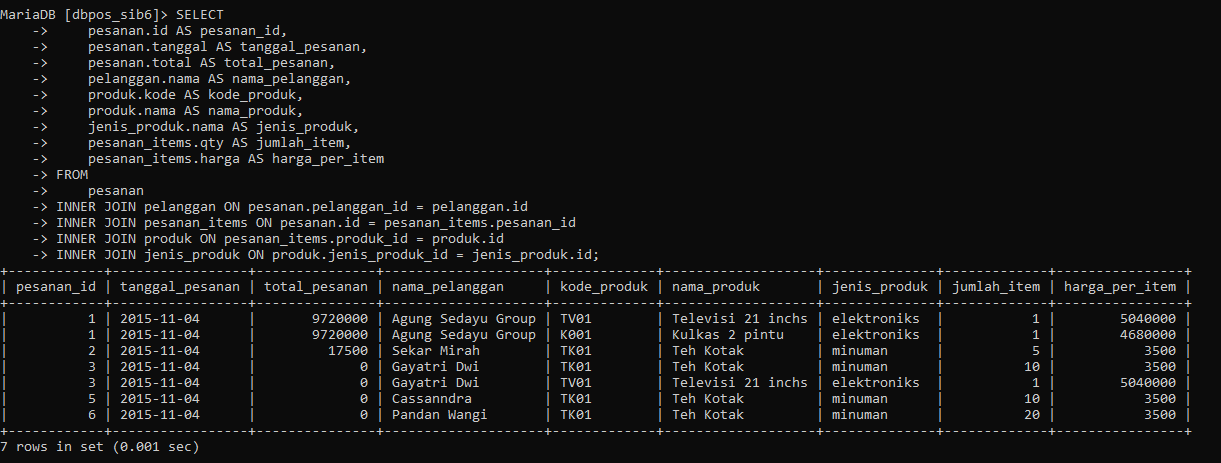 MariaDB [dbpos_sib6]> SELECT
    ->     pesanan.id AS pesanan_id,
    ->     pesanan.tanggal AS tanggal_pesanan,
    ->     pesanan.total AS total_pesanan,
    ->     pelanggan.nama AS nama_pelanggan,
    ->     produk.kode AS kode_produk,
    ->     produk.nama AS nama_produk,
    ->     jenis_produk.nama AS jenis_produk,
    ->     pesanan_items.qty AS jumlah_item,
    ->     pesanan_items.harga AS harga_per_item
    -> FROM
    ->     pesanan
    -> INNER JOIN pelanggan ON pesanan.pelanggan_id = pelanggan.id
    -> INNER JOIN pesanan_items ON pesanan.id = pesanan_items.pesanan_id
    -> INNER JOIN produk ON pesanan_items.produk_id = produk.id
    -> INNER JOIN jenis_produk ON produk.jenis_produk_id = jenis_produk.id;
+------------+-----------------+---------------+--------------------+-------------+--------------------+--------------+-------------+----------------+
| pesanan_id | tanggal_pesanan | total_pesanan | nama_pelanggan     | kode_produk | nama_produk        | jenis_produk | jumlah_item | harga_per_item |
+------------+-----------------+---------------+--------------------+-------------+--------------------+--------------+-------------+----------------+
|          1 | 2015-11-04      |       9720000 | Agung Sedayu Group | TV01        | Televisi 21 inchs  | elektroniks  |           1 |        5040000 |
|          1 | 2015-11-04      |       9720000 | Agung Sedayu Group | K001        | Kulkas 2 pintu     | elektroniks  |           1 |        4680000 |
|          2 | 2015-11-04      |         17500 | Sekar Mirah        | TK01        | Teh Kotak          | minuman      |           5 |           3500 |
|          3 | 2015-11-04      |             0 | Gayatri Dwi        | TK01        | Teh Kotak          | minuman      |          10 |           3500 |
|          3 | 2015-11-04      |             0 | Gayatri Dwi        | TV01        | Televisi 21 inchs  | elektroniks  |           1 |        5040000 |
|          5 | 2015-11-04      |             0 | Cassanndra         | TK01        | Teh Kotak          | minuman      |          10 |           3500 |
|          6 | 2015-11-04      |             0 | Pandan Wangi       | TK01        | Teh Kotak          | minuman      |          20 |           3500 |
+------------+-----------------+---------------+--------------------+-------------+--------------------+--------------+-------------+----------------+
7 rows in set (0.001 sec)